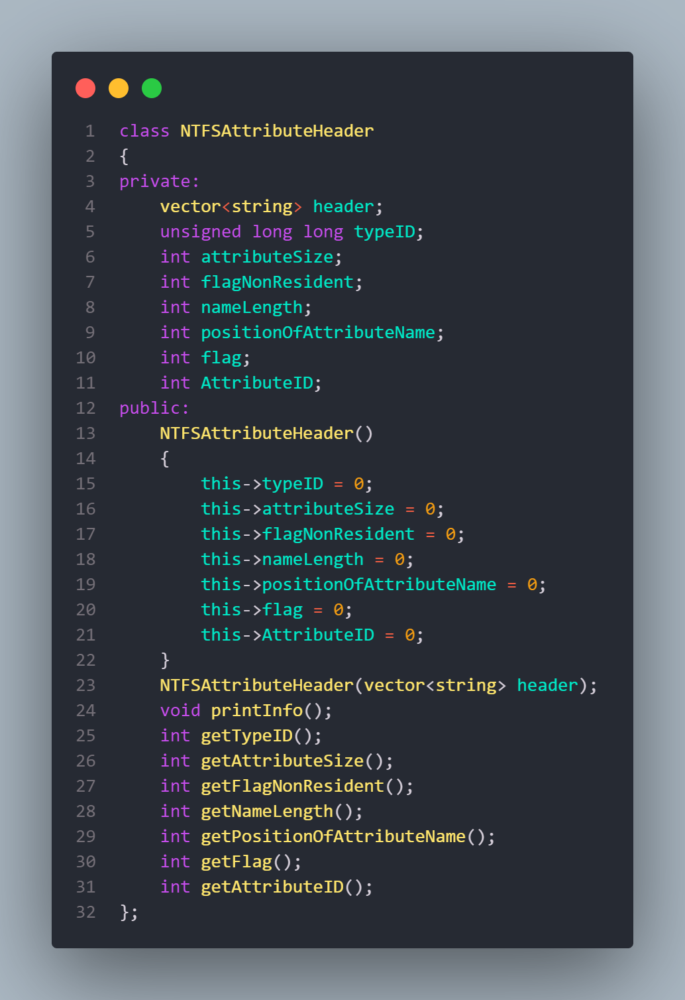 1 class NTFSAttributeHeader
2 {
3 private:
4     vector<string> header;
5     unsigned long long typeID;
6     int attributeSize;
7     int flagNonResident;
8     int nameLength;
9     int positionOfAttributeName;
10     int flag;
11     int AttributeID;
12 public:
13     NTFSAttributeHeader()
14     {
15         this->typeID = 0;
16         this->attributeSize = 0;
17         this->flagNonResident = 0;
18         this->nameLength = 0;
19         this->positionOfAttributeName = 0;
20         this->flag = 0;
21         this->AttributeID = 0;
22     }
23     NTFSAttributeHeader(vector<string> header);
24     void printInfo();
25     int getTypeID();
26     int getAttributeSize();
27     int getFlagNonResident();
28     int getNameLength();
29     int getPositionOfAttributeName();
30     int getFlag();
31     int getAttributeID();
32 };